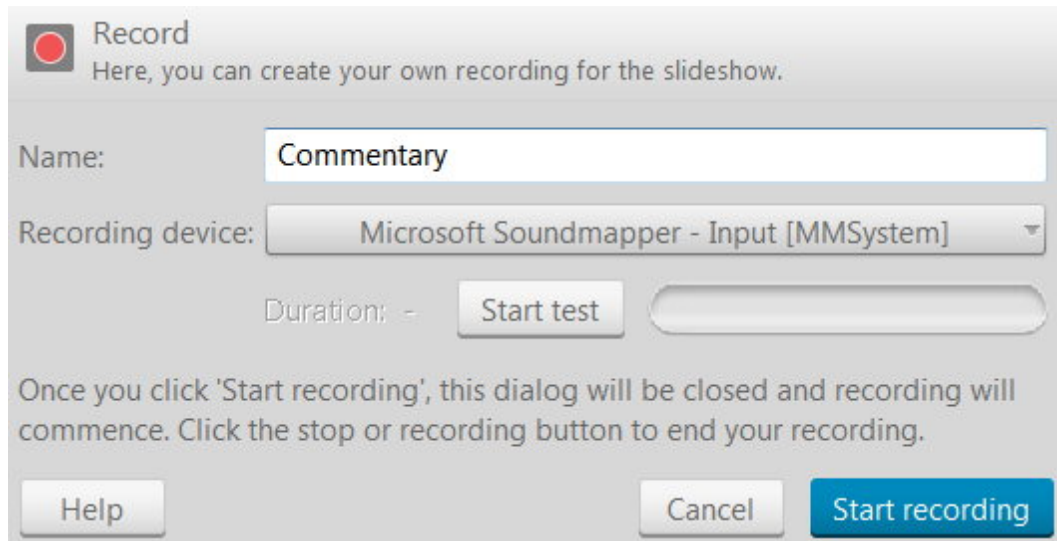 Record
Here, you can create your own recording for the slideshow.
Name: Commentary
Recording device: Microsoft Soundmapper - Input [MMSystem]
Duration: - Start test
Once you click 'Start recording', this dialog will be closed and recording will
commence. Click the stop or recording button to end your recording.
Help Cancel Start recording